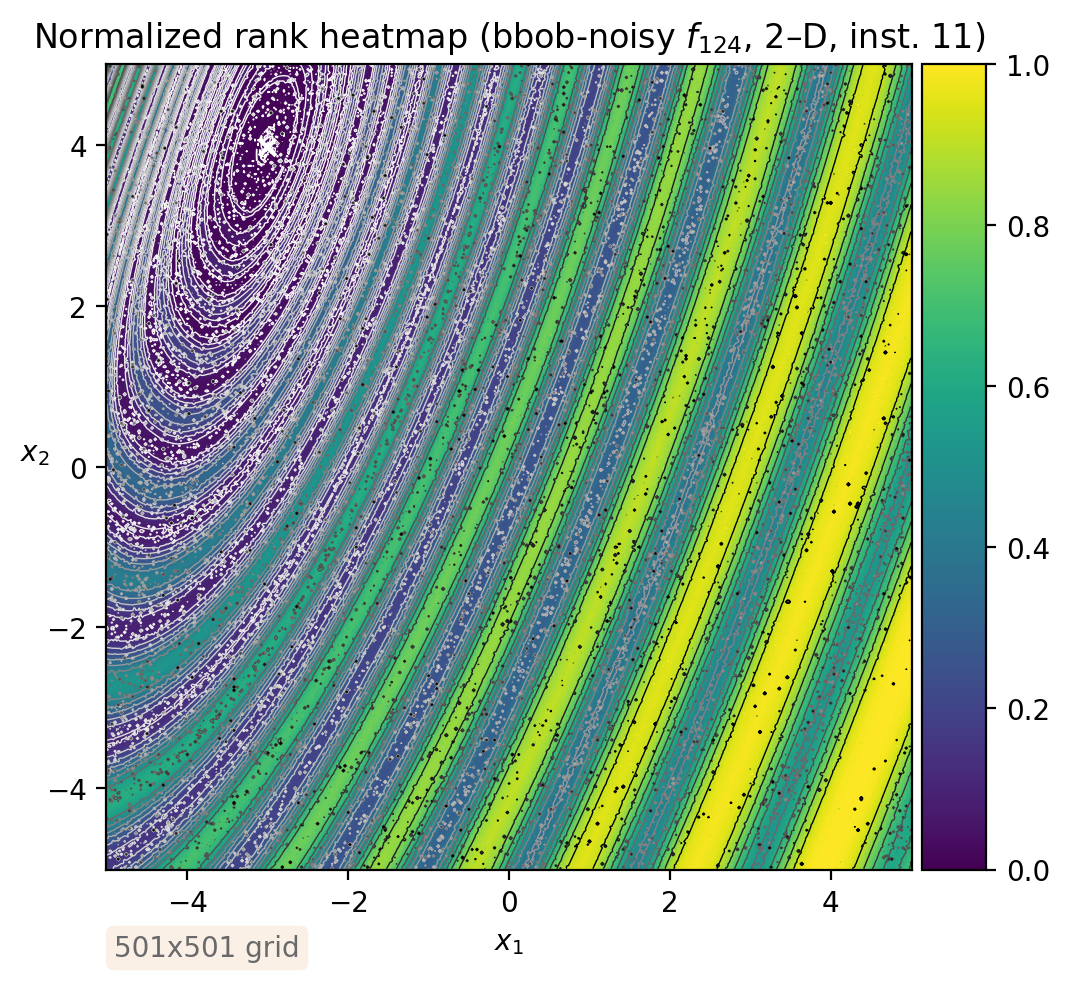 Normalized rank heatmap (bbob-noisy f124, 2–D, inst. 11)
1.0
0.8
0.6
0.4
0.2
0.0
4
2
0
−2
−4
x2
−4 −2 0 2 4
x1
501x501 grid